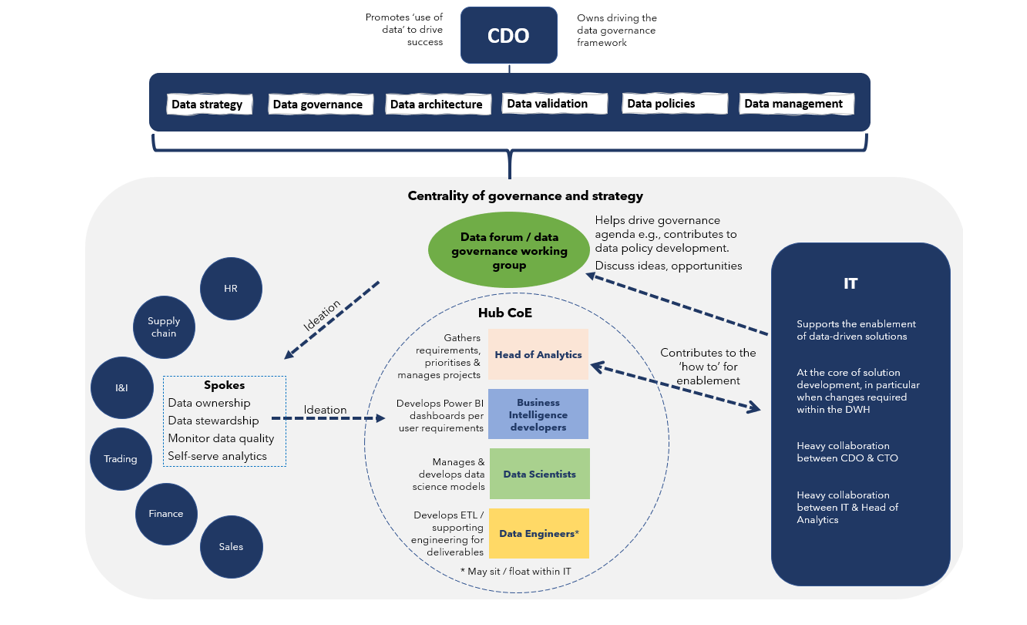 Promotes ‘use of
data’ to drive
success
CDO
Owns driving the
data governance
framework
Data strategy
Data governance
Data architecture
Data validation
Data policies
Data management
Centrality of governance and strategy
Data forum / data
governance working
group
Helps drive governance
agenda e.g., contributes to
data policy development.
Discuss ideas, opportunities
HR
Supply
chain
I&I
Trading
Finance
Sales
Ideation
Spokes
Data ownership
Data stewardship
Monitor data quality
Self-serve analytics
Ideation
Hub CoE
Gathers
requirements,
prioritises &
manages projects
Head of Analytics
Develops Power BI
dashboards per
user requirements
Business
Intelligence
developers
Manages &
develops data
science models
Data Scientists
Develops ETL /
supporting
engineering for
deliverables
Data Engineers*
* May sit / float within IT
Contributes to the
‘how to’ for
enablement
IT
Supports the enablement
of data-driven solutions
At the core of solution
development, in particular
when changes required
within the DWH
Heavy collaboration
between CDO & CTO
Heavy collaboration
between IT & Head of
Analytics